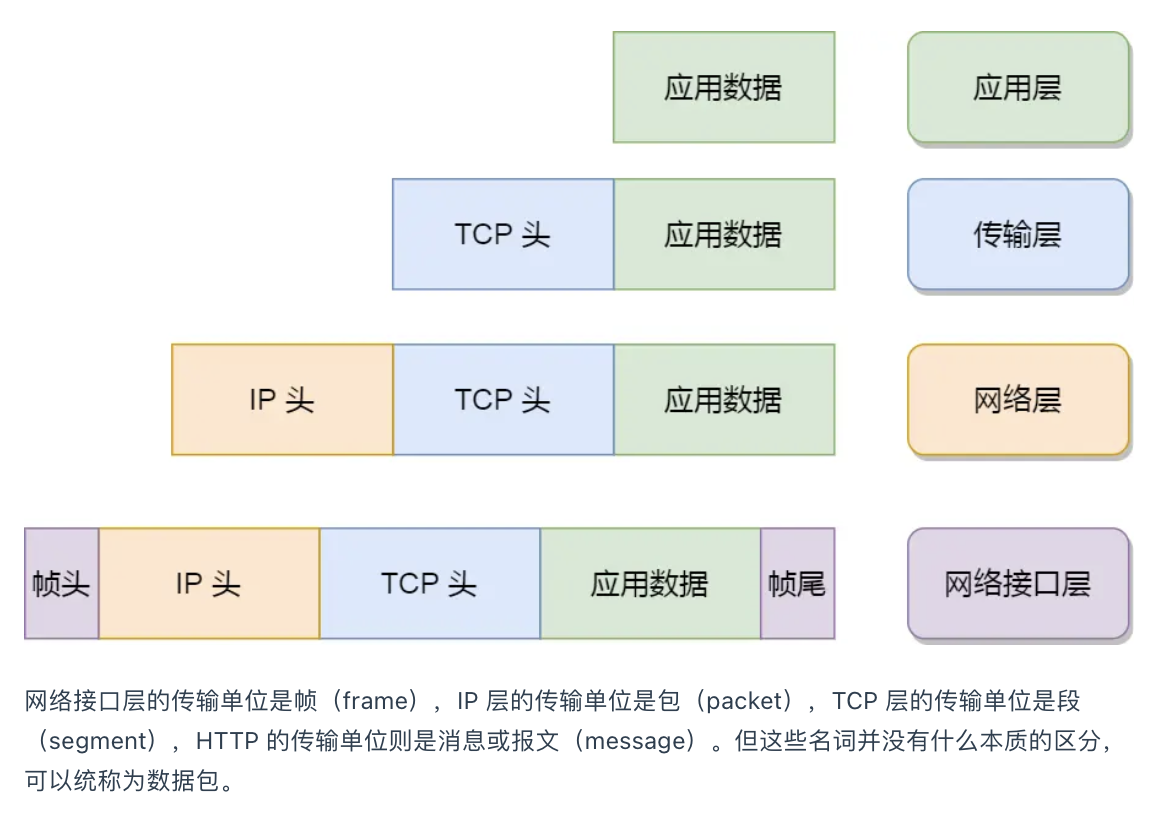 应用数据
应用层
TCP 头
应用数据
传输层
IP 头
TCP 头
应用数据
网络层
帧头
IP 头
TCP 头
应用数据
帧尾
网络接口层
网络接口层的传输单位是帧（frame），IP 层的传输单位是包（packet），TCP 层的传输单位是段
（segment），HTTP 的传输单位则是消息或报文（message）。但这些名词并没有什么本质的区分，
可以统称为数据包。